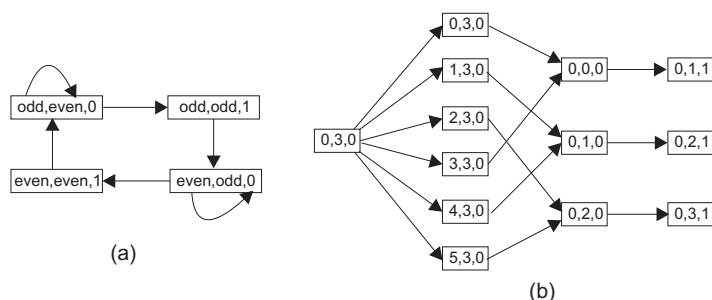 odd,even,0
odd,odd,1
even,even,1
even,odd,0
(a)
0,3,0
0,3,0
1,3,0
2,3,0
3,3,0
4,3,0
5,3,0
0,0,0
0,1,0
0,2,0
0,1,1
0,2,1
0,3,1
(b)